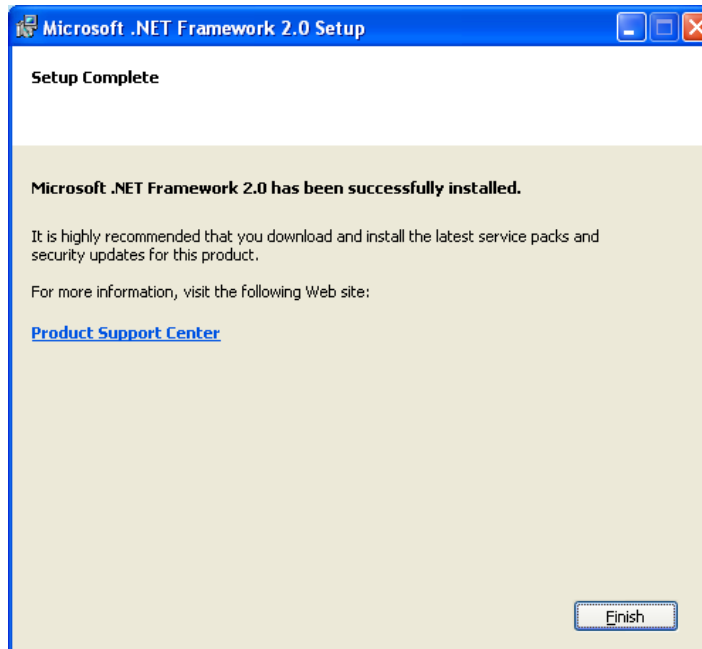 Microsoft .NET Framework 2.0 Setup
Setup Complete
Microsoft .NET Framework 2.0 has been successfully installed.
It is highly recommended that you download and install the latest service packs and
security updates for this product.
For more information, visit the following Web site:
Product Support Center
Finish